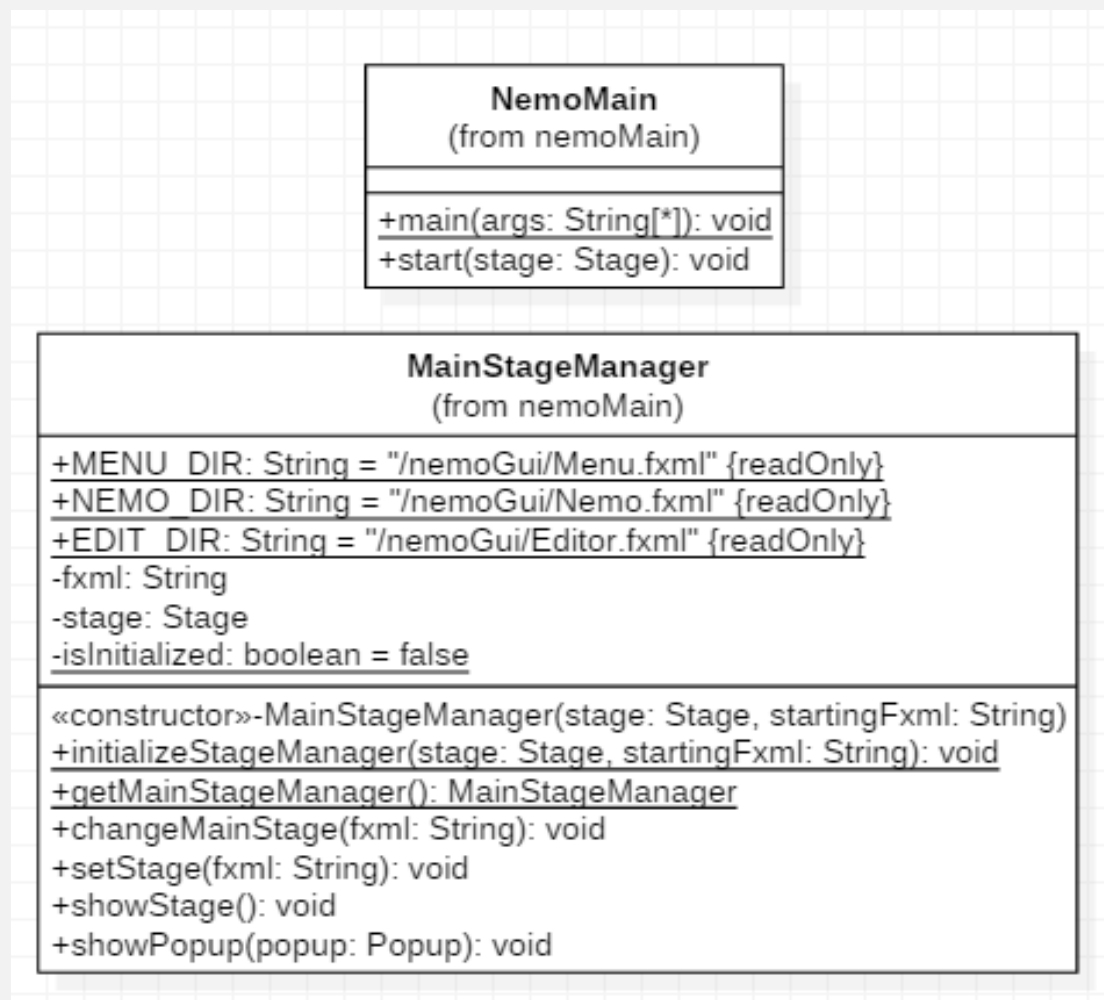 NemoMain
(from nemoMain)
+main(args: String[*]): void
+start(stage: Stage): void
MainStageManager
(from nemoMain)
+MENU_DIR: String = "/nemoGui/Menu.fxml" {readOnly}
+NEMO_DIR: String = "/nemoGui/Nemo.fxml" {readOnly}
+EDIT_DIR: String = "/nemoGui/Editor.fxml" {readOnly}
-fxml: String
-stage: Stage
-isInitialized: boolean = false
«constructor»-MainStageManager(stage: Stage, startingFxml: String)
+initializeStageManager(stage: Stage, startingFxml: String): void
+getMainStageManager(): MainStageManager
+changeMainStage(fxml: String): void
+setStage(fxml: String): void
+showStage(): void
+showPopup(popup: Popup): void